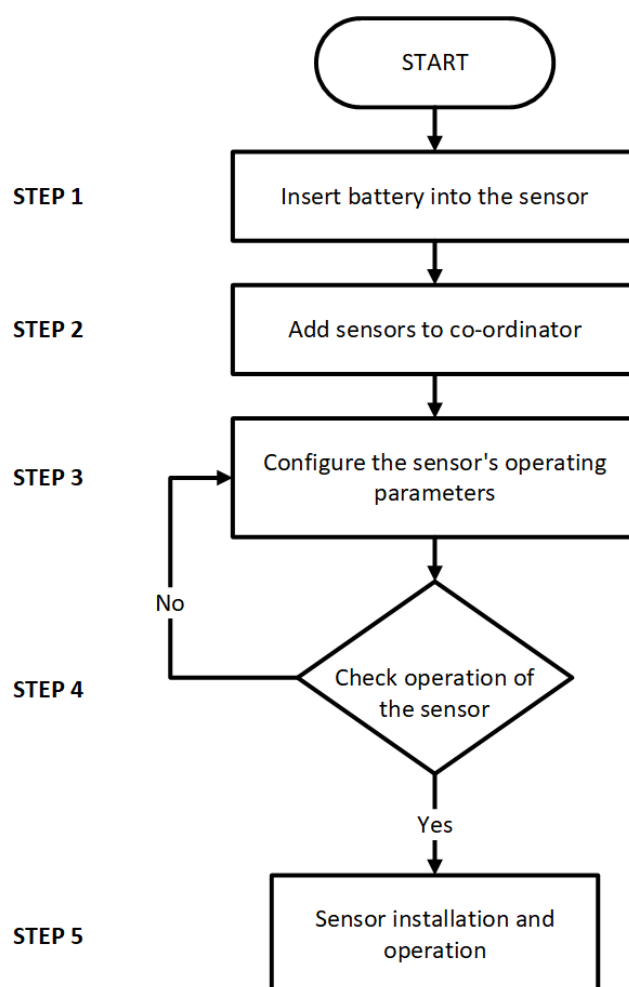 START
STEP 1
Insert battery into the sensor
STEP 2
Add sensors to co-ordinator
STEP 3
Configure the sensor's operating
parameters
No
STEP 4
Check operation of
the sensor
Yes
STEP 5
Sensor installation and
operation